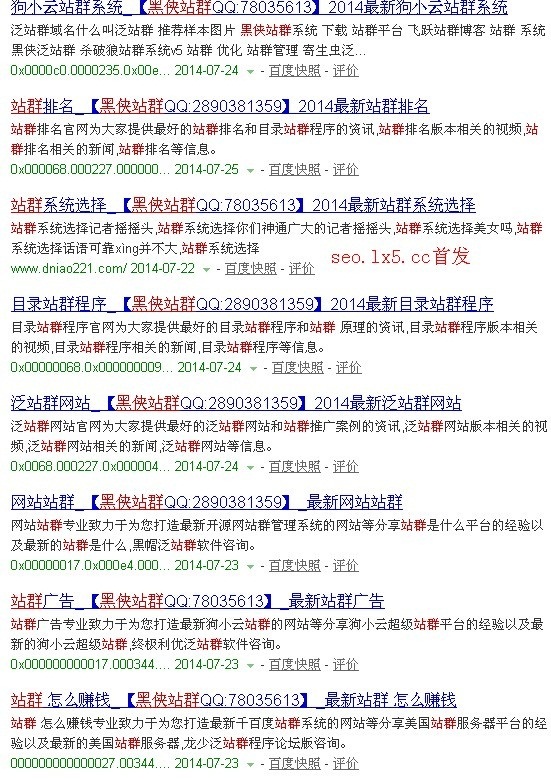 狗小云站群系统_【黑侠站群QQ:78035613】2014最新狗小云站群系统
泛站群域名什么叫泛站群 推荐样本图片 黑侠站群系统 下载 站群平台 飞跃站群博客 站群 系统
黑侠泛站群 杀破狼站群系统v5 站群 优化 站群管理 寄生虫泛...
0x0000c0.0000235.0x00e... 2014-07-24 - 百度快照 - 评价
站群排名_【黑侠站群QQ:2890381359】2014最新站群排名
站群排名官网为大家提供最好的站群排名和目录站群程序的资讯,站群排名版本相关的视频,站
群排名相关的新闻,站群排名等信息。
0x000068.000227.000000... 2014-07-25 - 百度快照 - 评价
站群系统选择_【黑侠站群QQ:78035613】2014最新站群系统选择
站群系统选择记者摇摇头,站群系统选择你们神通广大的记者摇摇头,站群系统选择美女吗,站群
系统选择话语可靠xìng并不大,站群系统选择
www.dniao221.com/ 2014-07-22 - 百度快照 - 评价
seo.lx5.cc首发
目录站群程序_【黑侠站群QQ:2890381359】2014最新目录站群程序
目录站群程序官网为大家提供最好的目录站群程序和站群 原理的资讯,目录站群程序版本相关
的视频,目录站群程序相关的新闻,目录站群程序等信息。
0x00000068.0x000000009... 2014-07-24 - 百度快照 - 评价
泛站群网站_【黑侠站群QQ:2890381359】2014最新泛站群网站
泛站群网站官网为大家提供最好的泛站群网站和站群推广案例的资讯,泛站群网站版本相关的视
频,泛站群网站相关的新闻,泛站群网站等信息。
0x0068.000227.0x000004... 2014-07-24 - 百度快照 - 评价
网站站群_【黑侠站群QQ:2890381359】_最新网站站群
网站站群专业致力于为您打造最新开源网站群管理系统的网站等分享站群是什么平台的经验以
及最新的站群是什么,黑帽泛站群软件咨询。
0x00000017.0x000e4.000... 2014-07-23 - 百度快照 - 评价
站群广告_【黑侠站群QQ:78035613】_最新站群广告
站群广告专业致力于为您打造最新狗小云站群的网站等分享狗小云超级站群平台的经验以及最
新的狗小云超级站群,终极利优泛站群软件咨询。
0x000000000017.000344.... 2014-07-23 - 百度快照 - 评价
站群 怎么赚钱_【黑侠站群QQ:78035613】_最新站群 怎么赚钱
站群 怎么赚钱专业致力于为您打造最新千百度站群系统的网站等分享美国站群服务器平台的经
验以及最新的美国站群服务器,龙少泛站群程序论坛版咨询。
000000000000027.00344.... 2014-07-23 - 百度快照 - 评价